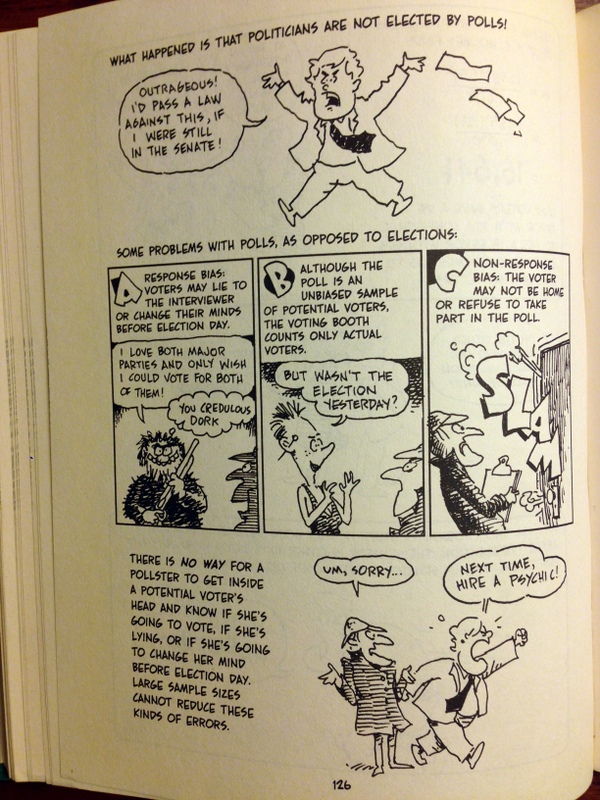 WHAT HAPPENED IS THAT POLITICIANS ARE NOT ELECTED BY POLLS!
OUTRAGEOUS!
I'D PASS A LAW
AGAINST THIS, IF
I WERE STILL
IN THE SENATE!
SOME PROBLEMS WITH POLLS, AS OPPOSED TO ELECTIONS:
A RESPONSE BIAS:
VOTERS MAY LIE TO
THE INTERVIEWER
OR CHANGE THEIR MINDS
BEFORE ELECTION DAY.
I LOVE BOTH MAJOR
PARTIES AND ONLY WISH
I COULD VOTE FOR BOTH
OF THEM!
YOU CREDULOUS
DORK
B ALTHOUGH THE
POLL IS AN
UNBIASED SAMPLE
OF POTENTIAL VOTERS,
THE VOTING BOOTH
COUNTS ONLY ACTUAL
VOTERS.
BUT WASN'T THE
ELECTION
YESTERDAY?
C NON-RESPONSE
BIAS: THE VOTER
MAY NOT BE HOME
OR REFUSE TO TAKE
PART IN THE POLL.
SLAM
THERE IS NO WAY FOR A
POLLSTER TO GET INSIDE
A POTENTIAL VOTER'S
HEAD AND KNOW IF SHE'S
GOING TO VOTE, IF SHE'S
LYING, OR IF SHE'S GOING
TO CHANGE HER MIND
BEFORE ELECTION DAY.
LARGE SAMPLE SIZES
CANNOT REDUCE THESE
KINDS OF ERRORS.
UM, SORRY...
NEXT TIME,
HIRE A PSYCHIC!
126